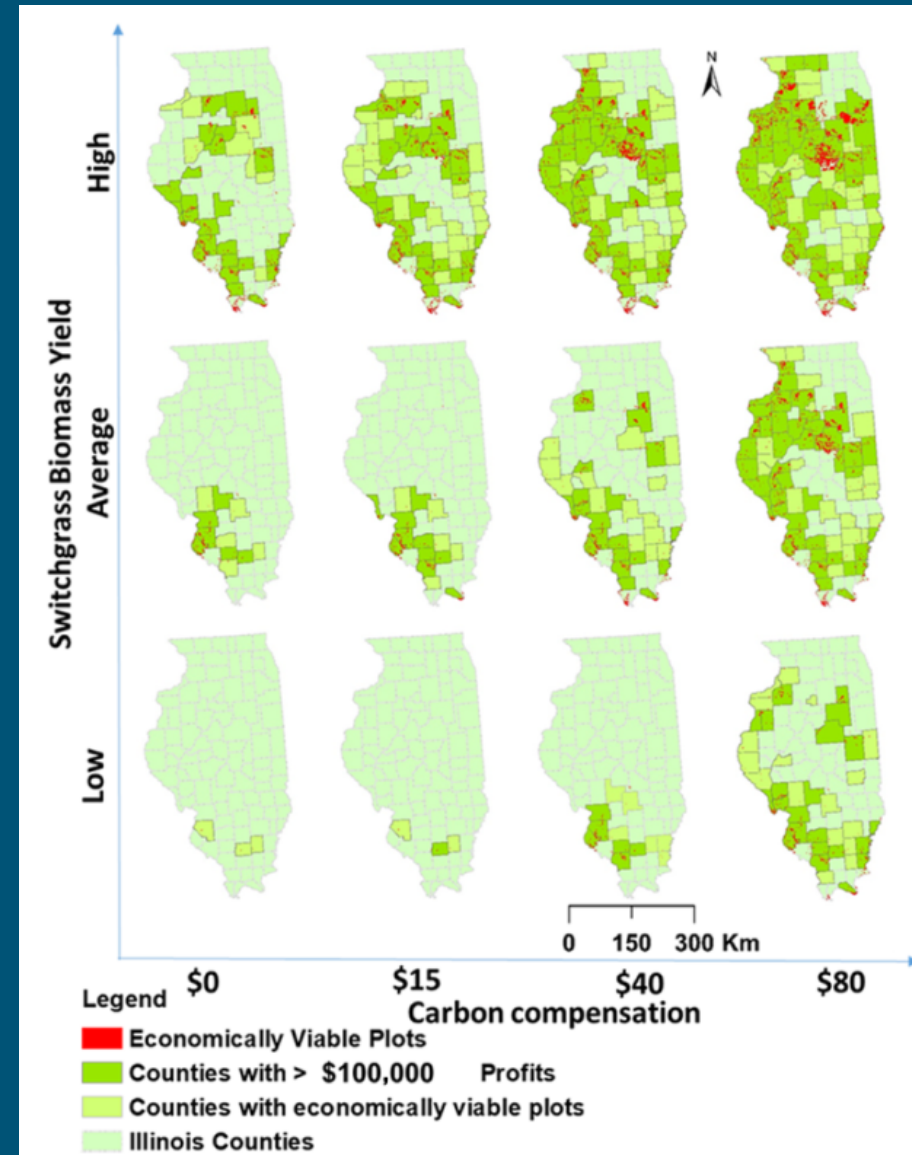 N
High
Average
Low
Switchgrass Biomass Yield
0 150 300 Km
$0 $15 $40 $80
Carbon compensation
Legend
Economically Viable Plots
Counties with > $100,000 Profits
Counties with economically viable plots
Illinois Counties